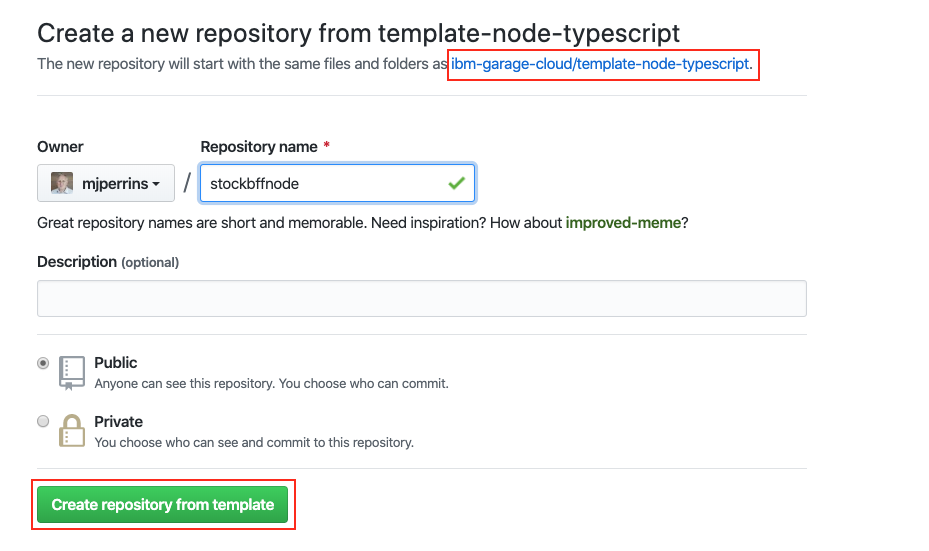 Create a new repository from template-node-typescript
The new repository will start with the same files and folders as ibm-garage-cloud/template-node-typescript.
Owner
Repository name *
mjperrins
/
stockbffnode
Great repository names are short and memorable. Need inspiration? How about improved-meme?
Description (optional)
Public
Anyone can see this repository. You choose who can commit.
Private
You choose who can see and commit to this repository.
Create repository from template